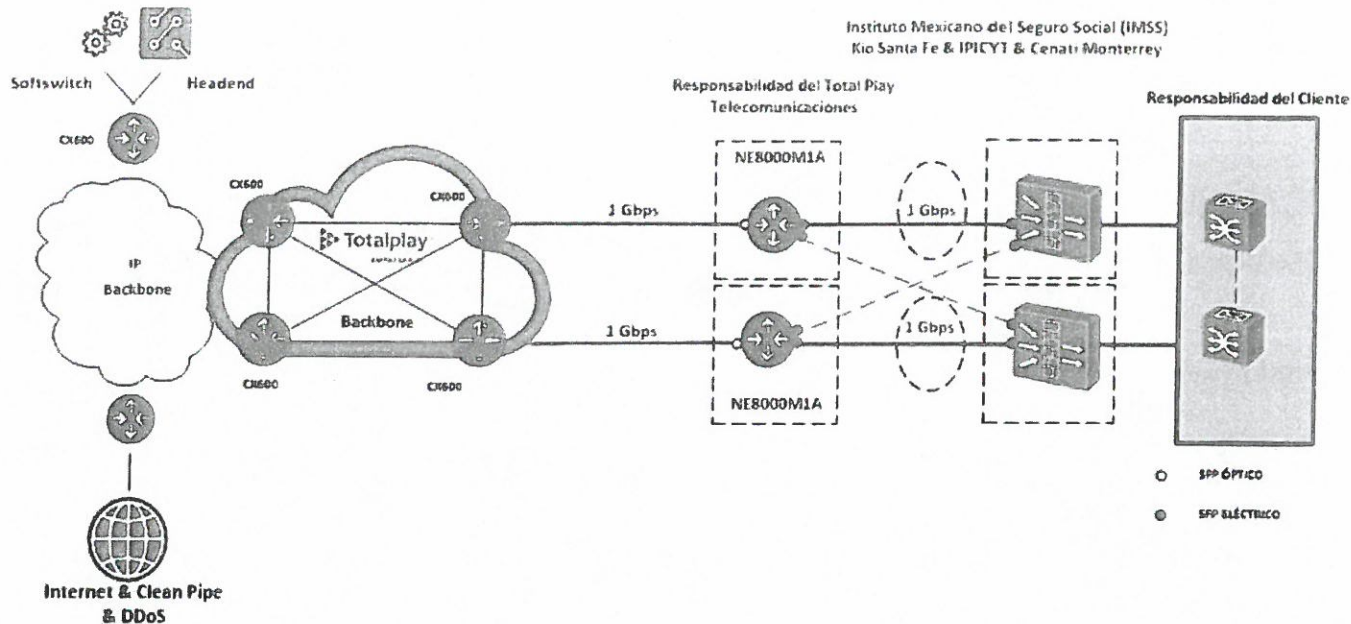 Instituto Mexicano del Seguro Social (IMSS)
Kio Santa Fe & IPICYT & Cenati Monterrey
Softswitch
Headend
Responsabilidad del Total Play
Telecomunicaciones
Responsabilidad del Cliente
CX600
NE8000M1A
CX600
CX600
1 Gbps
1 Gbps
Totalplay
IP
Backbone
Backbone
1 Gbps
1 Gbps
CX600
CX600
NE8000M1A
SFP ÓPTICO
SFP ELÉCTRICO
Internet & Clean Pipe
& DDoS